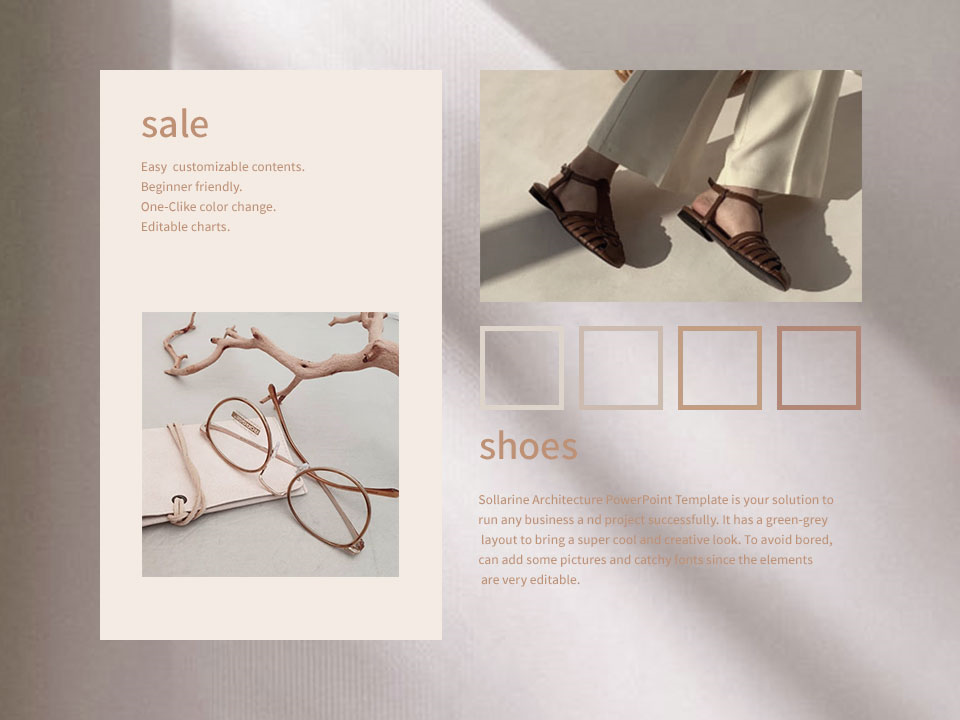 sale
Easy  customizable contents.
Beginner friendly.
One-Clike color change.
Editable charts.
shoes
Sollarine Architecture PowerPoint Template is your solution to
run any business a nd project successfully. It has a green-grey
layout to bring a super cool and creative look. To avoid bored,
can add some pictures and catchy fonts since the elements
are very editable.